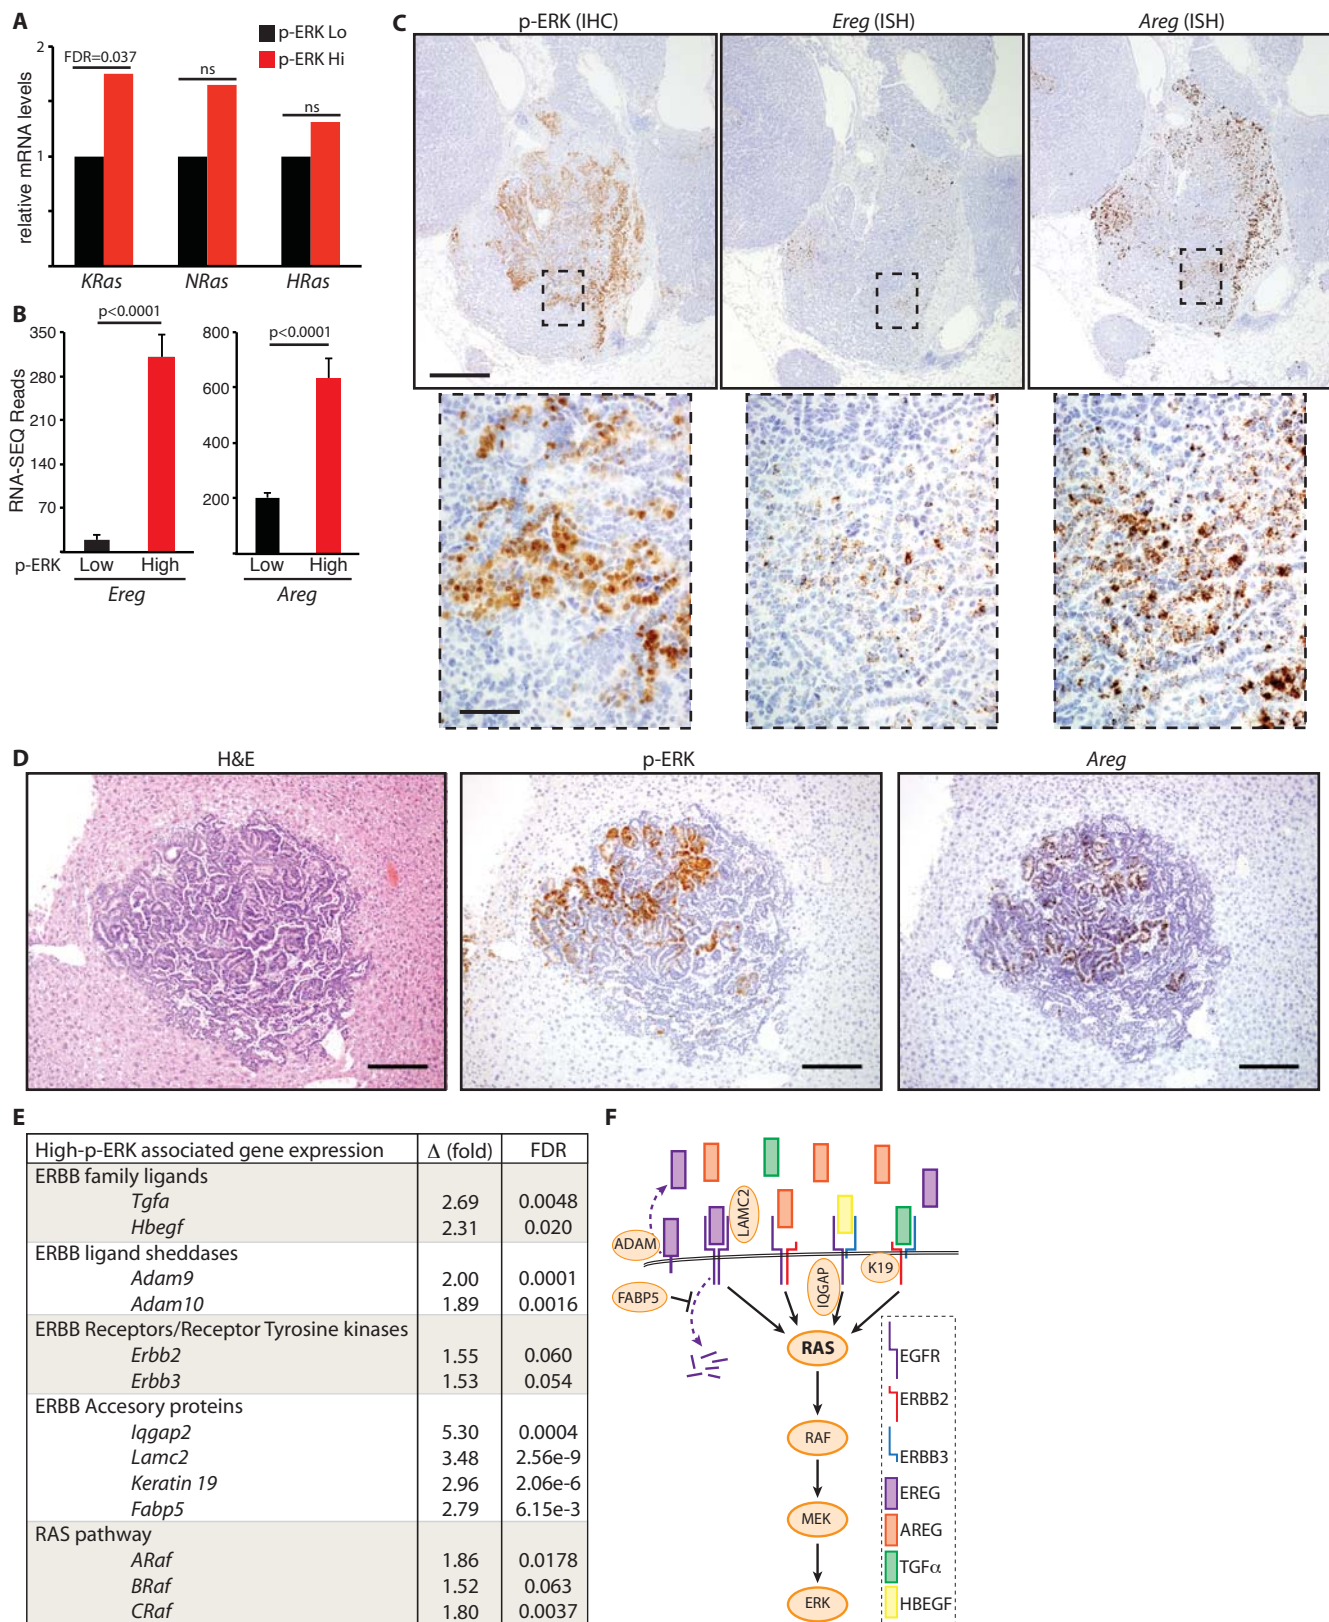 A
p-ERK Lo
p-ERK Hi
2
1
relative mRNA levels
FDR=0.037
ns
ns
KRas NRas HRas
B
RNA-SEQ Reads
350
280
210
140
70
p<0.0001
800
600
400
200
p<0.0001
p-ERK Low High Low High
Ereg Areg
C
p-ERK (IHC) Ereg (ISH) Areg (ISH)
D
H&E p-ERK Areg
E
High-p-ERK associated gene expression Δ (fold) FDR
ERBB family ligands
Tgfa 2.69 0.0048
Hbegf 2.31 0.020
ERBB ligand sheddases
Adam9 2.00 0.0001
Adam10 1.89 0.0016
ERBB Receptors/Receptor Tyrosine kinases
Erbb2 1.55 0.060
Erbb3 1.53 0.054
ERBB Accesory proteins
Iqgap2 5.30 0.0004
Lamc2 3.48 2.56e-9
Keratin 19 2.96 2.06e-6
Fabp5 2.79 6.15e-3
RAS pathway
ARaf 1.86 0.0178
BRaf 1.52 0.063
CRaf 1.80 0.0037
F
LAMC2
ADAM
K19
FABP5
IQGAP
RAS
RAF
MEK
ERK
EGFR
ERBB2
ERBB3
EREG
AREG
TGFα
HBEGF